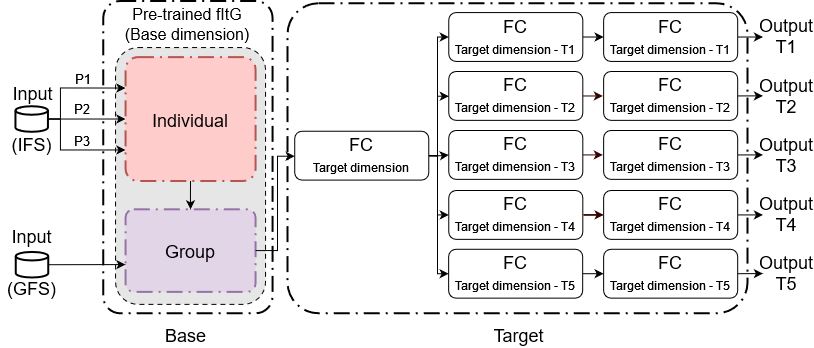 Pre-trained fItG
(Base dimension)
Input
(IFS)
P1
P2
P3
Individual
Input
(GFS)
Group
Base
FC
Target dimension
FC
Target dimension - T1
FC
Target dimension - T1
Output
T1
FC
Target dimension - T2
FC
Target dimension - T2
Output
T2
FC
Target dimension - T3
FC
Target dimension - T3
Output
T3
FC
Target dimension - T4
FC
Target dimension - T4
Output
T4
FC
Target dimension - T5
FC
Target dimension - T5
Output
T5
Target